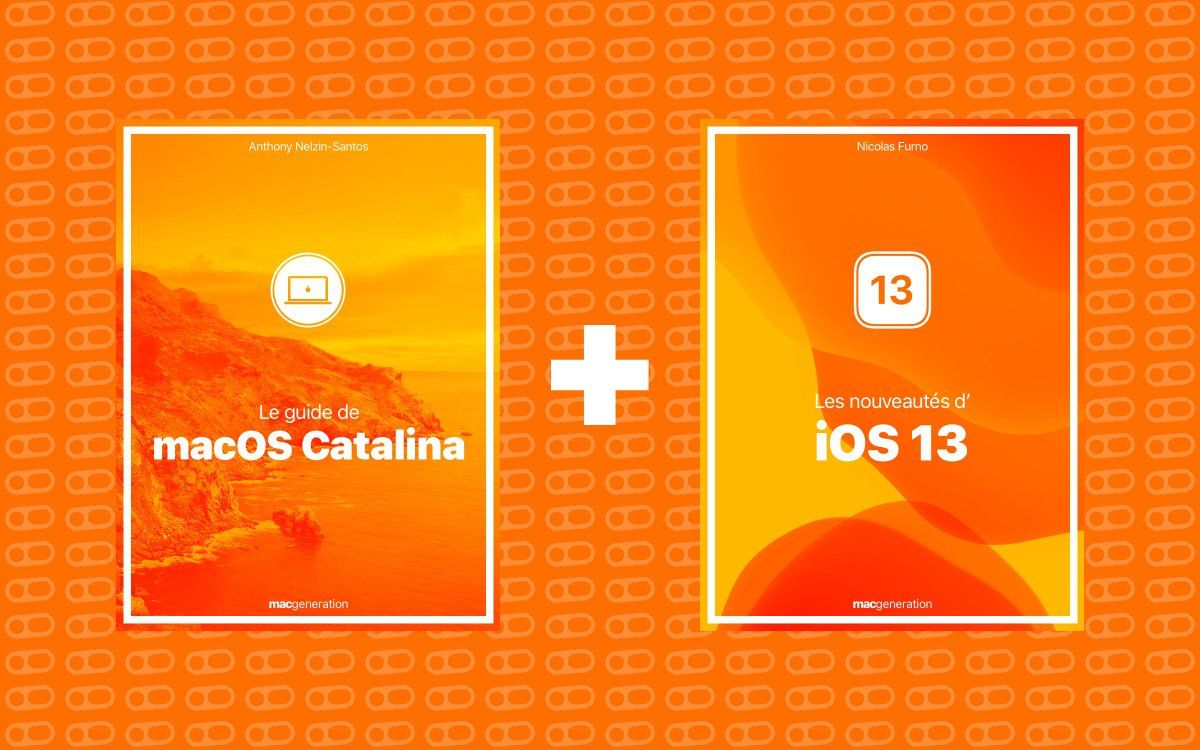 Anthony Nelzin-Santos
Le guide de
macOS Catalina
macgeneration
Nicolas Furno
13
Les nouveautés d’
iOS 13
macgeneration